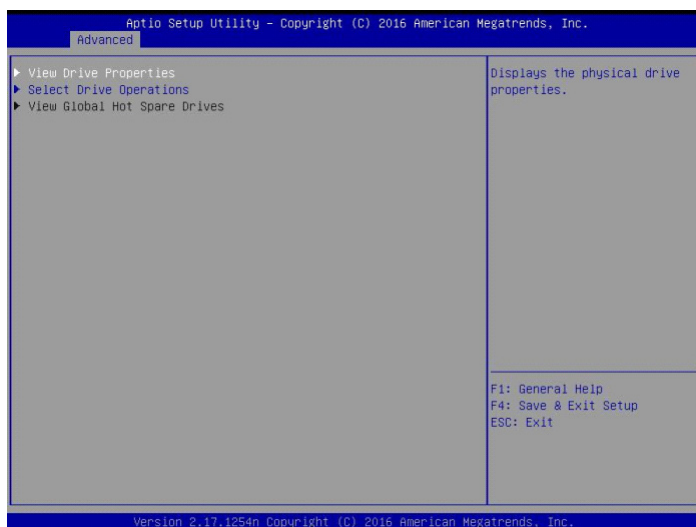 Aptio Setup Utility – Copyright (C) 2016 American Megatrends, Inc.
Advanced
View Drive Properties
Select Drive Operations
View Global Hot Spare Drives
Displays the physical drive
properties.
F1: General Help
F4: Save & Exit Setup
ESC: Exit
Version 2.17.1254n Copyright (C) 2016 American Megatrends, Inc.